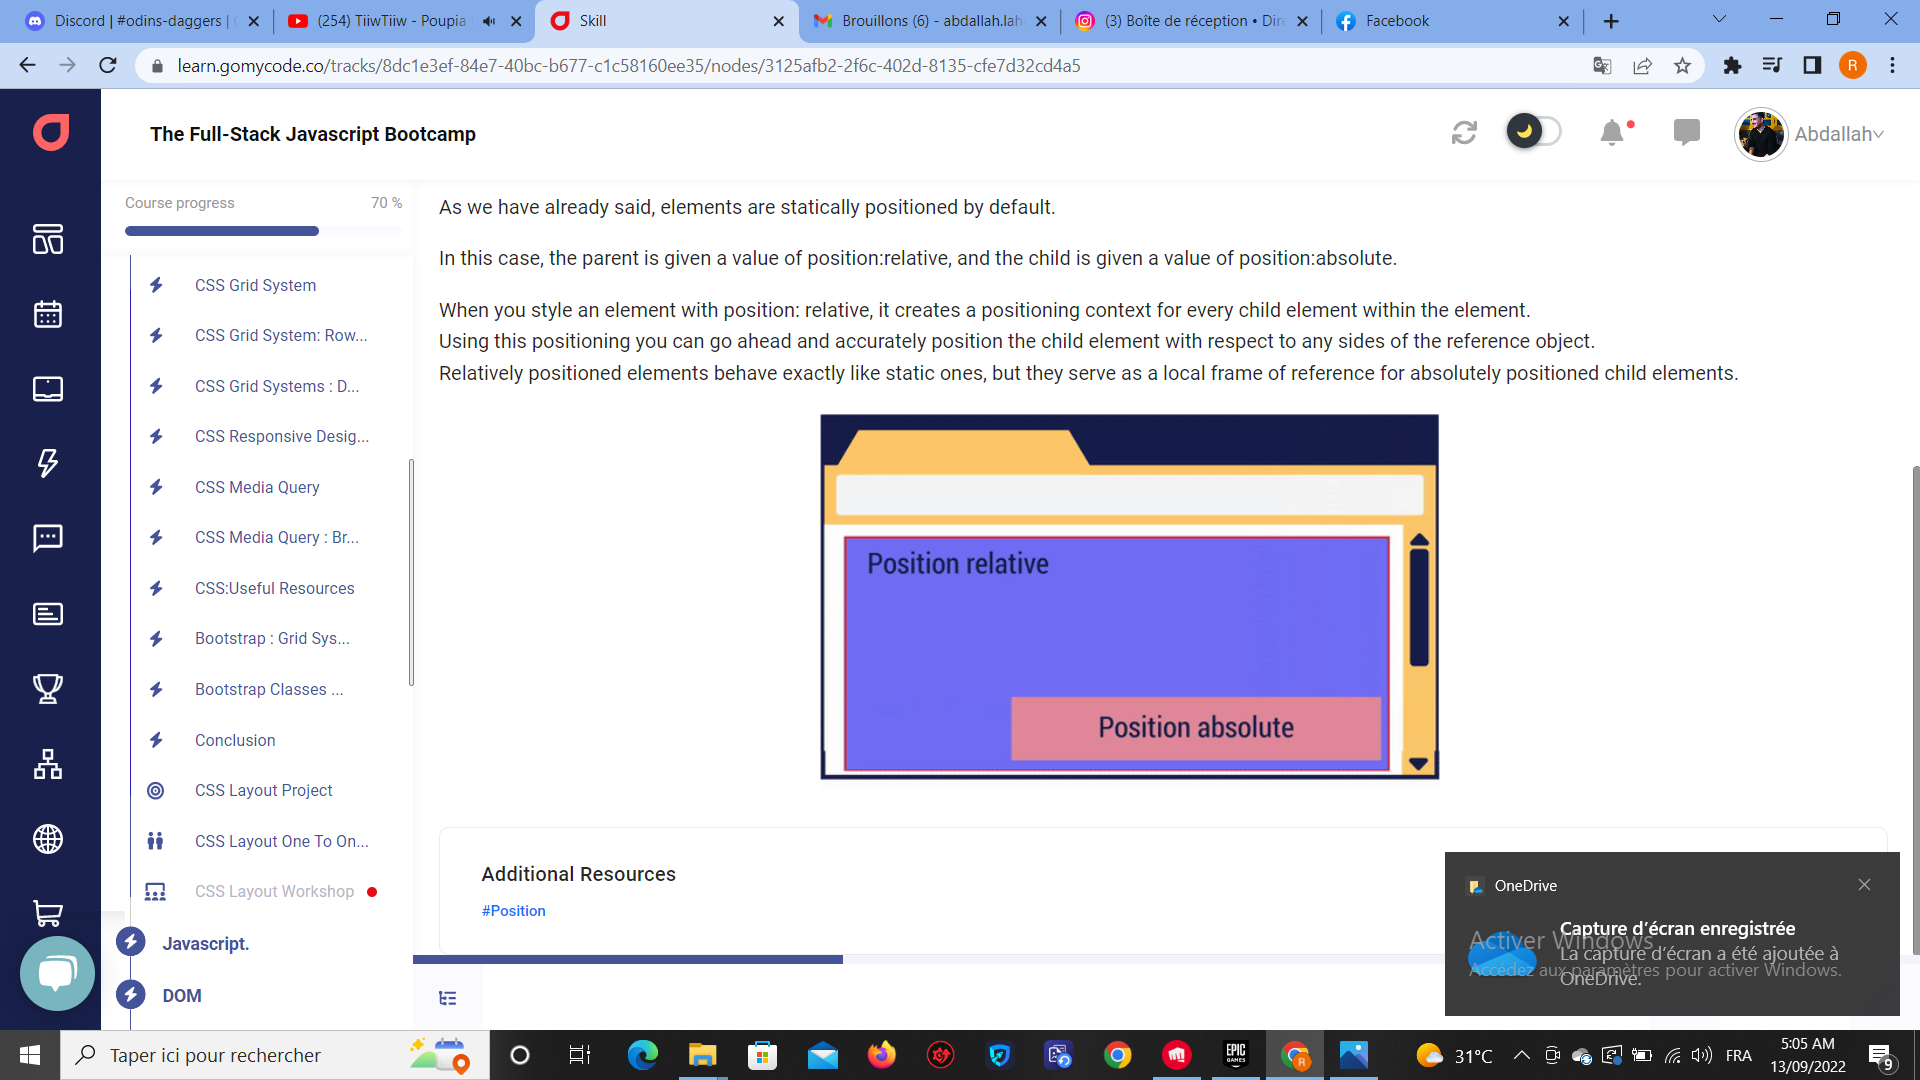 Discord | #odins-daggers |
(254) TiiwTiiw - Poupia
Skill
Brouillons (6) - abdallah.lah
(3) Boîte de réception • Dire
Facebook
learn.gomycode.co/tracks/8dc1e3ef-84e7-40bc-b677-c1c58160ee35/nodes/3125afb2-2f6c-402d-8135-cfe7d32cd4a5
R
The Full-Stack Javascript Bootcamp
Abdallah
Course progress 70 %
CSS Grid System
CSS Grid System: Row...
CSS Grid Systems : D...
CSS Responsive Desig...
CSS Media Query
CSS Media Query : Br...
CSS:Useful Resources
Bootstrap : Grid Sys...
Bootstrap Classes ...
Conclusion
CSS Layout Project
CSS Layout One To On...
CSS Layout Workshop
Javascript.
DOM
As we have already said, elements are statically positioned by default.
In this case, the parent is given a value of position:relative, and the child is given a value of position:absolute.
When you style an element with position: relative, it creates a positioning context for every child element within the element.
Using this positioning you can go ahead and accurately position the child element with respect to any sides of the reference object.
Relatively positioned elements behave exactly like static ones, but they serve as a local frame of reference for absolutely positioned child elements.
Position relative
Position absolute
Additional Resources
#Position
OneDrive
Capture d'écran enregistrée
La capture d'écran a été ajoutée à
OneDrive.
Activer Windows
Accédez aux paramètres pour activer Windows.
Taper ici pour rechercher
EPIC
GAMES
R
31°C
FRA
5:05 AM
13/09/2022
9